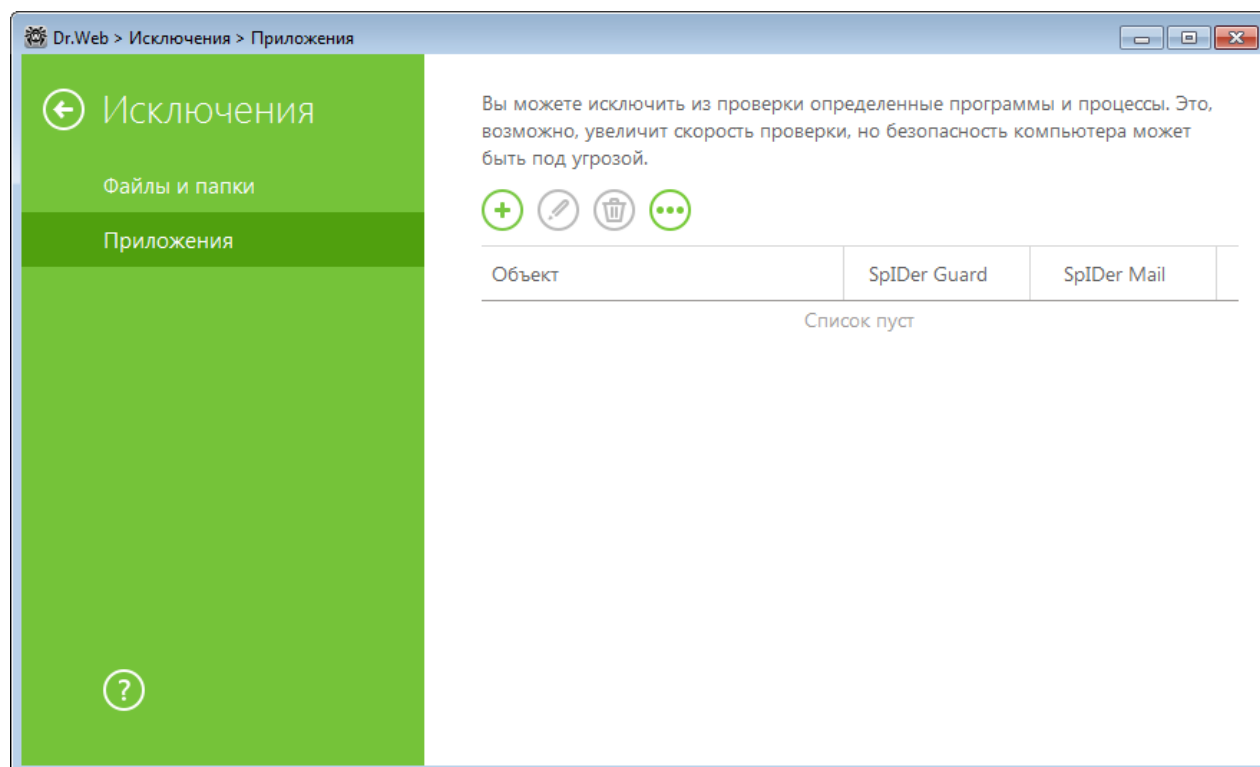 Dr.Web > Исключения > Приложения
Исключения
Файлы и папки
Приложения
?
Вы можете исключить из проверки определенные программы и процессы. Это,
возможно, увеличит скорость проверки, но безопасность компьютера может
быть под угрозой.
Объект SpIDer Guard SpIDer Mail
Список пуст